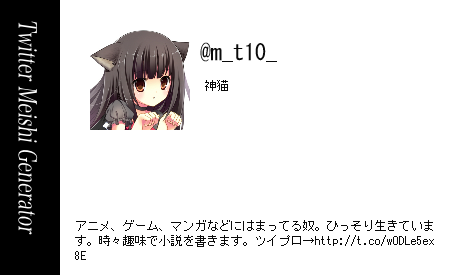 Twitter Meishi Generator
@m_t10_
神猫
アニメ、ゲーム、マンガなどにはまってる奴。ひっそり生きていま
す。時々趣味で小説を書きます。ツイプロ→http://t.co/wODLe5ex
8E